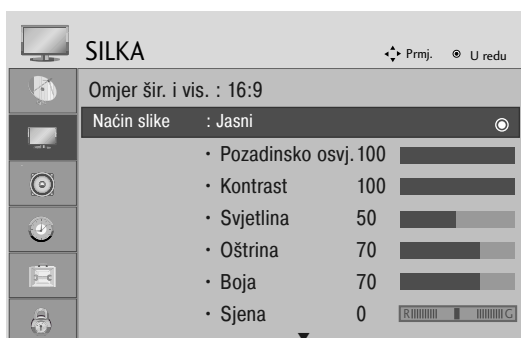 SILKA
Prmj. U redu
Omjer šir. i vis. : 16:9
Naćin slike : Jasni
· Pozadinsko osvj. 100
· Kontrast 100
· Svjetlina 50
· Oštrina 70
· Boja 70
· Sjena 0 R G